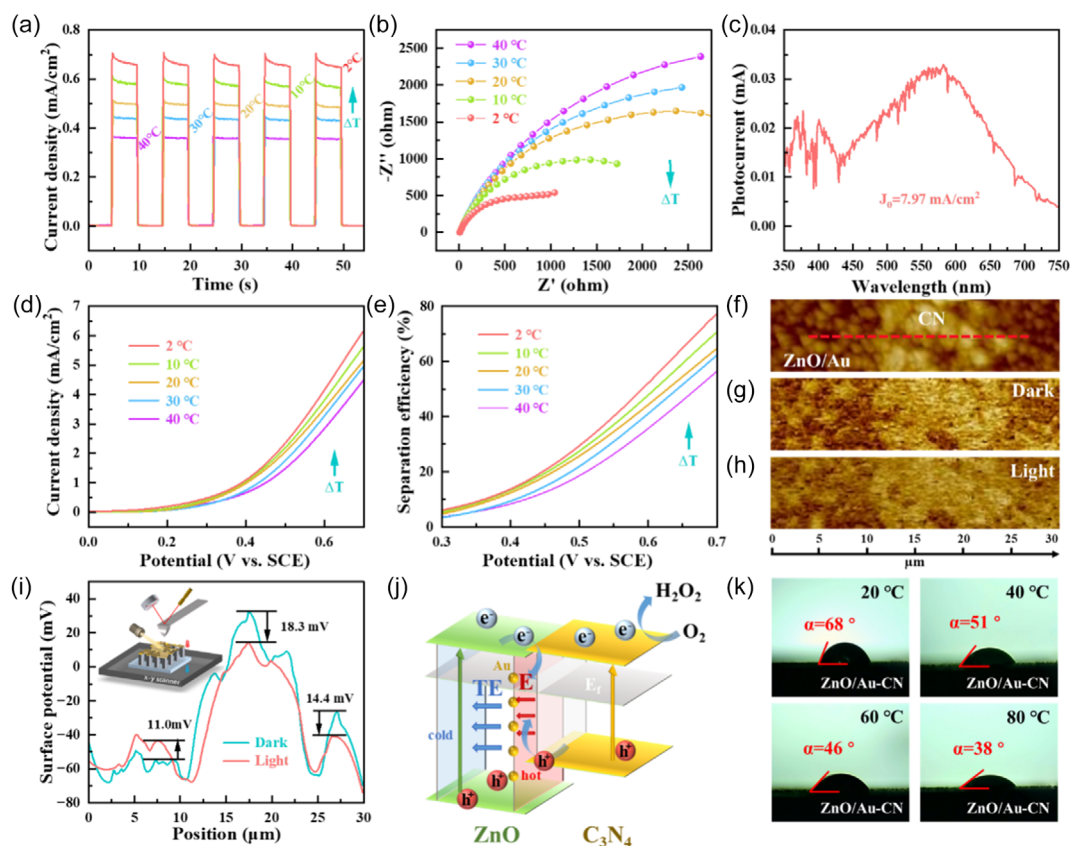 (a)
Current density (mA/cm²)
0.8
0.6
0.4
0.2
0.0
40℃
30℃
20℃
10℃
2℃
ΔT
0 10 20 30 40 50
Time (s)
(b)
-Z'' (ohm)
2500
2000
1500
1000
500
0
40 ℃
30 ℃
20 ℃
10 ℃
2 ℃
ΔT
0 500 1000 1500 2000 2500
Z' (ohm)
(c)
Photocurrent (mA)
0.04
0.03
0.02
0.01
0.00
J₀=7.97 mA/cm²
350 400 450 500 550 600 650 700 750
Wavelength (nm)
(d)
Current density (mA/cm²)
7
6
5
4
3
2
1
0
2 ℃
10 ℃
20 ℃
30 ℃
40 ℃
ΔT
0.0 0.2 0.4 0.6
Potential (V vs. SCE)
(e)
Separation efficiency (%)
80
60
40
20
0
2 ℃
10 ℃
20 ℃
30 ℃
40 ℃
ΔT
0.3 0.4 0.5 0.6 0.7
Potential (V vs. SCE)
(f)
CN
ZnO/Au
(g)
Dark
(h)
Light
0 5 10 15 20 25 30
µm
(i)
Surface potential (mV)
80
60
40
20
0
−20
−40
−60
−80
x-y scanner
18.3 mV
14.4 mV
11.0mV
Dark
Light
0 5 10 15 20 25 30
Position (µm)
(j)
H₂O₂
O₂
e⁻
e⁻
e⁻
e⁻
Au
TE
E
E_f
cold
hot
h⁺
h⁺
h⁺
h⁺
ZnO
C₃N₄
(k)
20 ℃
α=68 °
ZnO/Au-CN
40 ℃
α=51 °
ZnO/Au-CN
60 ℃
α=46 °
ZnO/Au-CN
80 ℃
α=38 °
ZnO/Au-CN